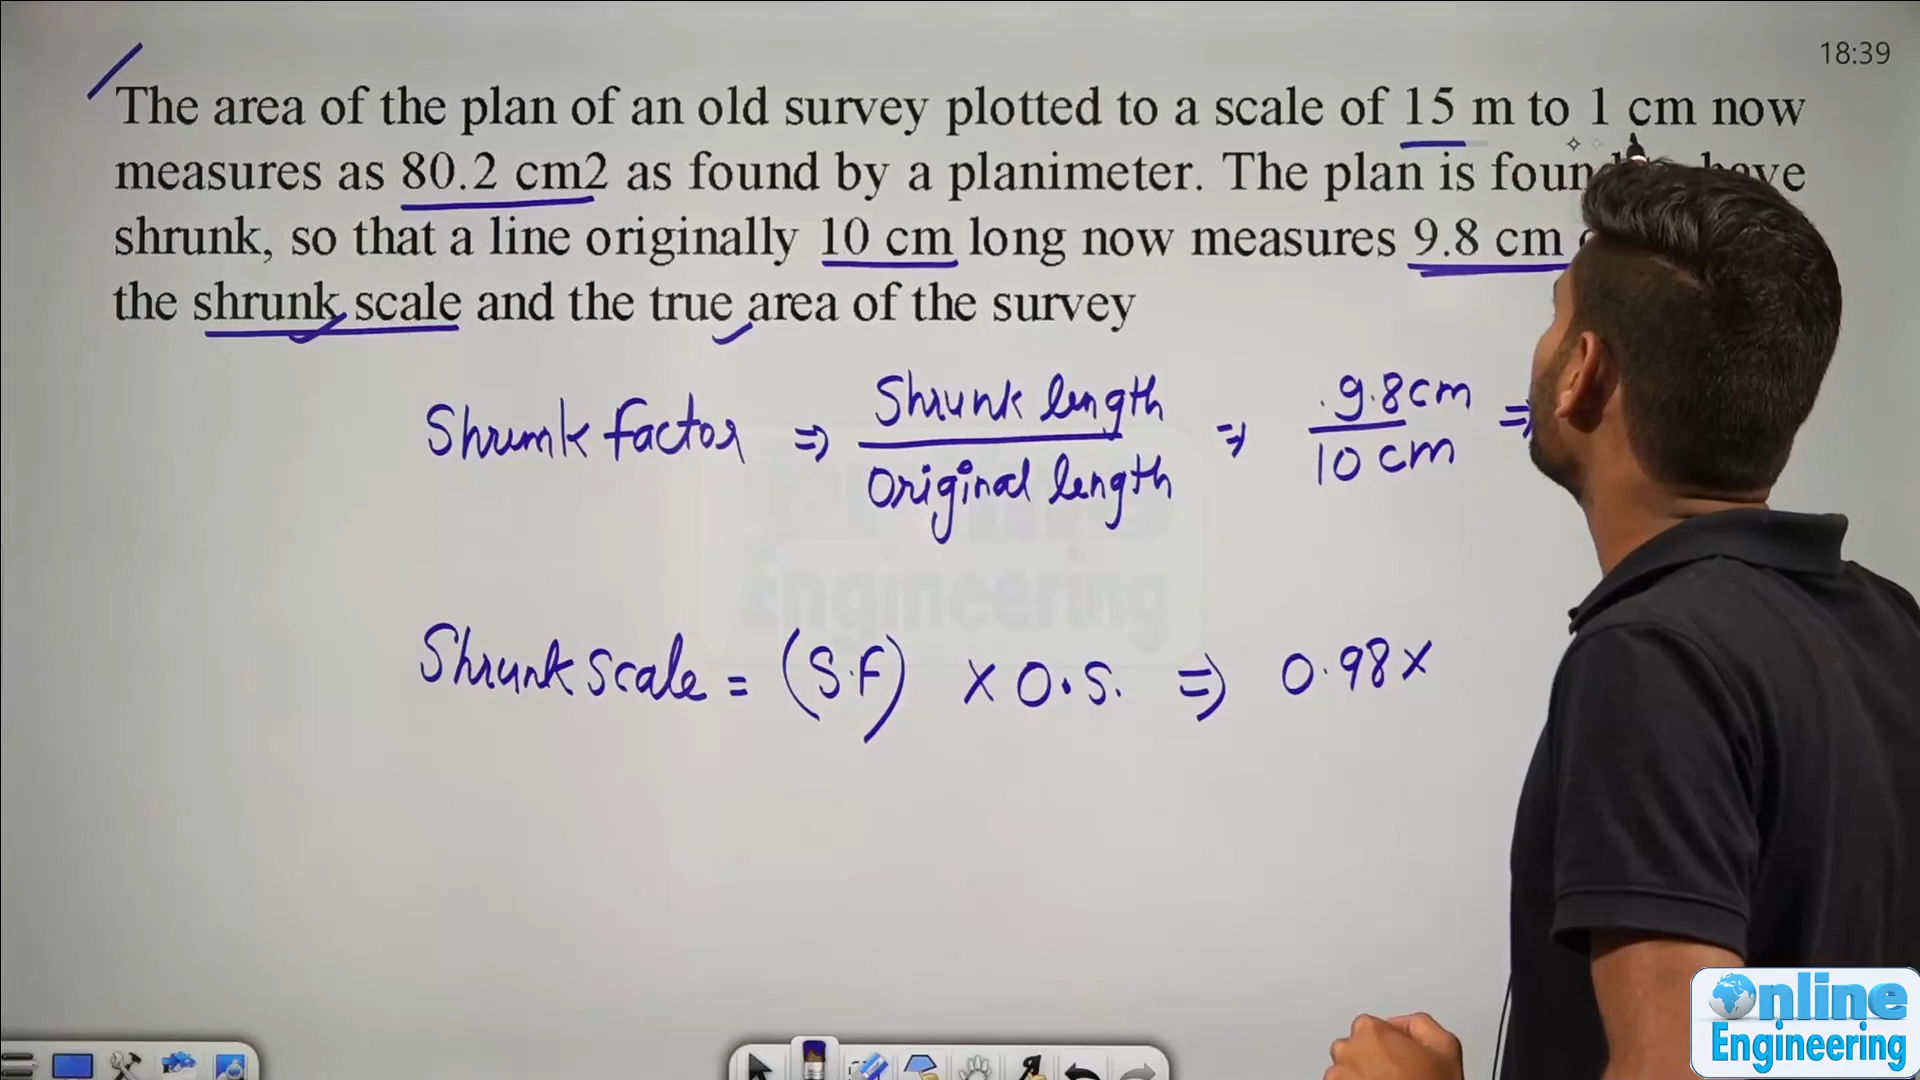 18:39
The area of the plan of an old survey plotted to a scale of 15 m to 1 cm now
measures as 80.2 cm2 as found by a planimeter. The plan is
shrunk, so that a line originally 10 cm long now measures 9.8 cm
the shrunk scale and the true area of the survey
Shrunk factor ⇒ Shrunk length / Original length ⇒ 9.8cm / 10 cm ⇒
Engineering
Shrunk scale = (S.F) × O.S. ⇒ 0.98×
Online
Engineering